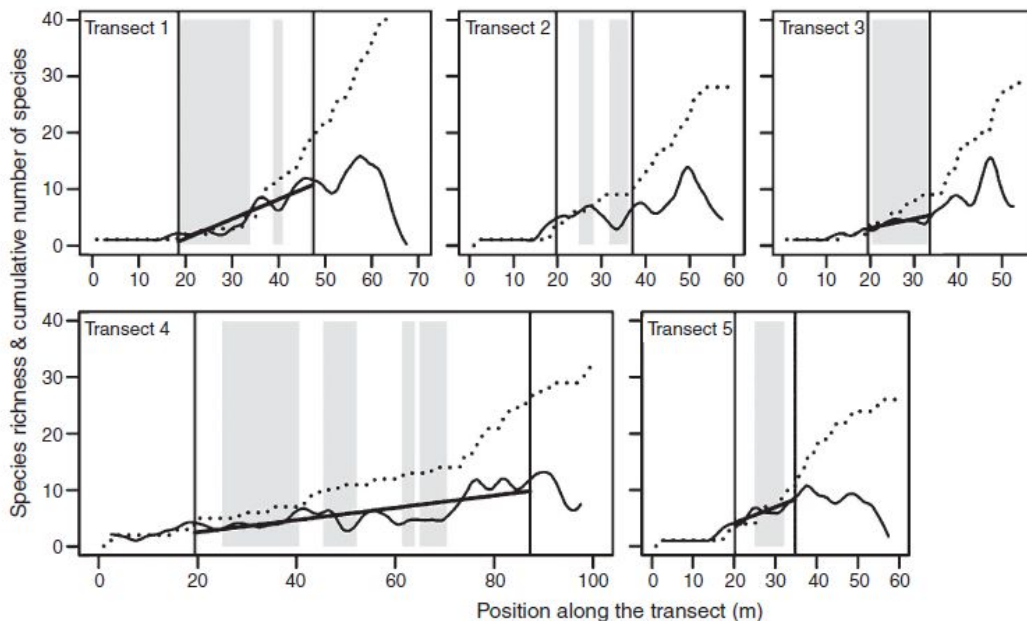 Species richness & cumulative number of species
40 Transect 1 Transect 2 Transect 3
30
20
10
0
0 10 20 30 40 50 60 70 0 10 20 30 40 50 60 0 10 20 30 40 50
40 Transect 4 Transect 5
30
20
10
0
0 20 40 60 80 100 0 10 20 30 40 50 60
Position along the transect (m)